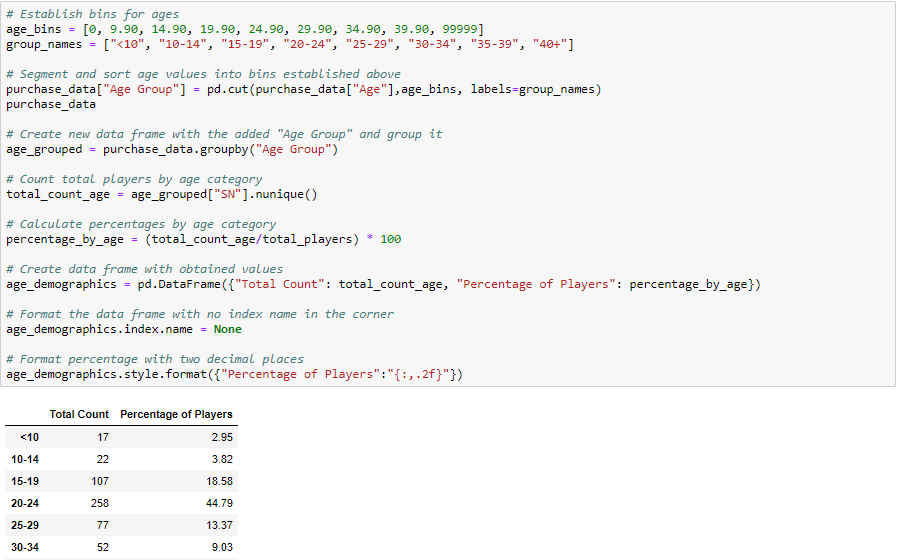 # Establish bins for ages
age_bins = [0, 9.90, 14.90, 19.90, 24.90, 29.90, 34.90, 39.90, 99999]
group_names = ["<10", "10-14", "15-19", "20-24", "25-29", "30-34", "35-39", "40+"]
# Segment and sort age values into bins established above
purchase_data["Age Group"] = pd.cut(purchase_data["Age"],age_bins, labels=group_names)
purchase_data
# Create new data frame with the added "Age Group" and group it
age_grouped = purchase_data.groupby("Age Group")
# Count total players by age category
total_count_age = age_grouped["SN"].nunique()
# Calculate percentages by age category
percentage_by_age = (total_count_age/total_players) * 100
# Create data frame with obtained values
age_demographics = pd.DataFrame({"Total Count": total_count_age, "Percentage of Players": percentage_by_age})
# Format the data frame with no index name in the corner
age_demographics.index.name = None
# Format percentage with two decimal places
age_demographics.style.format({"Percentage of Players":"{:,.2f}"})
Total Count Percentage of Players
<10 17 2.95
10-14 22 3.82
15-19 107 18.58
20-24 258 44.79
25-29 77 13.37
30-34 52 9.03